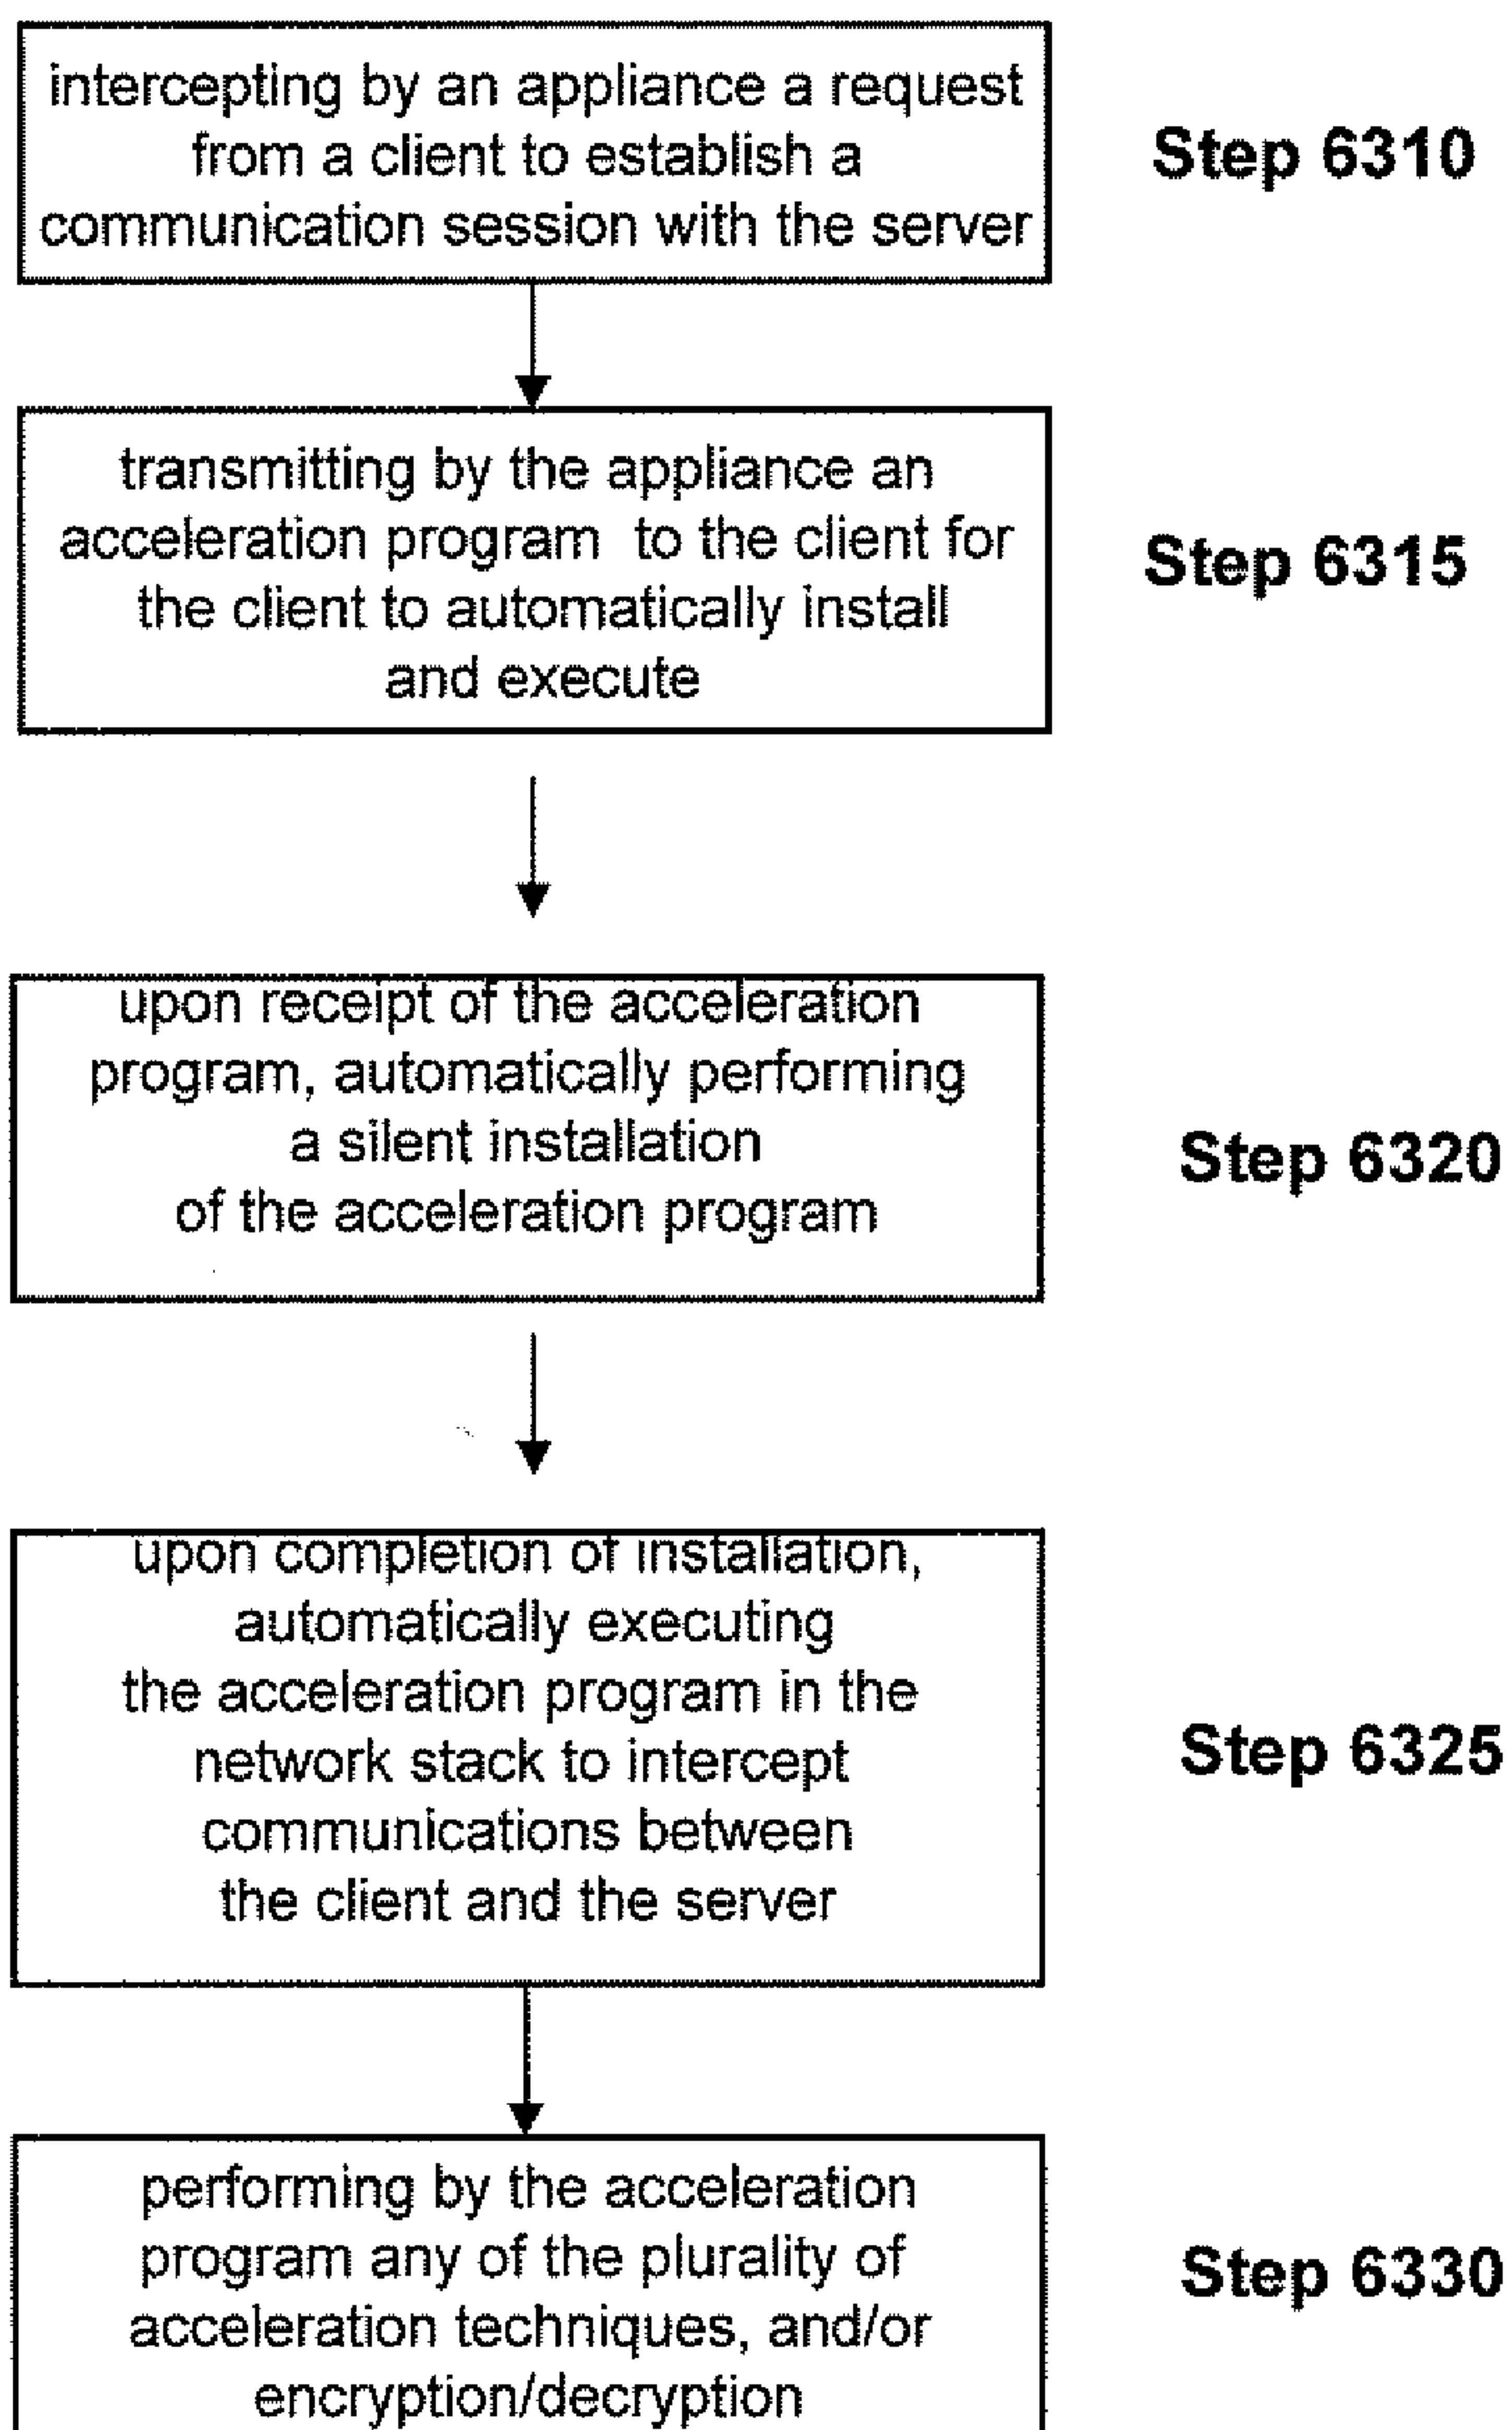 intercepting by an appliance a request
from a client to establish a
communication session with the server
Step 6310
transmitting by the appliance an
acceleration program to the client for
the client to automatically install
and execute
Step 6315
upon receipt of the acceleration
program, automatically performing
a silent installation
of the acceleration program
Step 6320
upon completion of installation,
automatically executing
the acceleration program in the
network stack to intercept
communications between
the client and the server
Step 6325
performing by the acceleration
program any of the plurality of
acceleration techniques, and/or
encryption/decryption
Step 6330